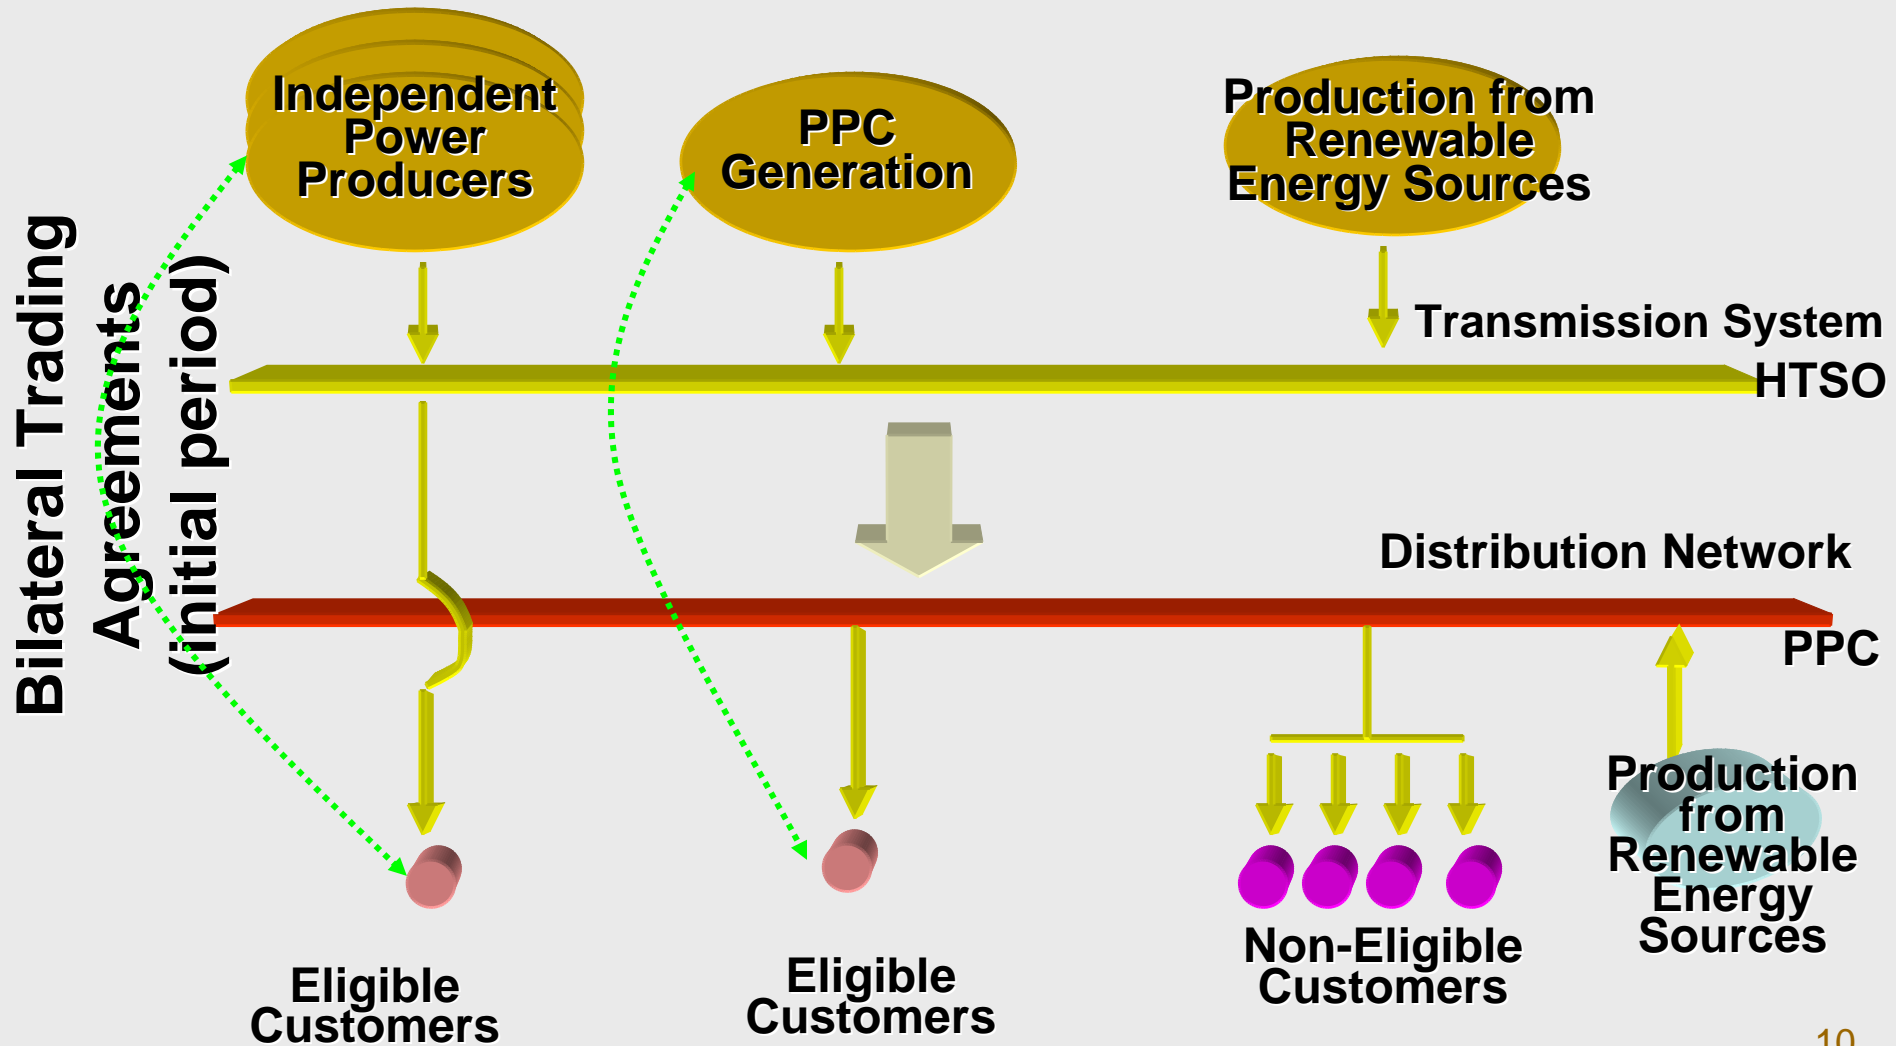 Independent
Power
Producers
PPC
Generation
Production from
Renewable
Energy Sources
Bilateral Trading
Agreements
(initial period)
Transmission System
HTSO
Distribution Network
PPC
Production
from
Renewable
Energy
Sources
Non-Eligible
Customers
Eligible
Customers
Eligible
Customers
10